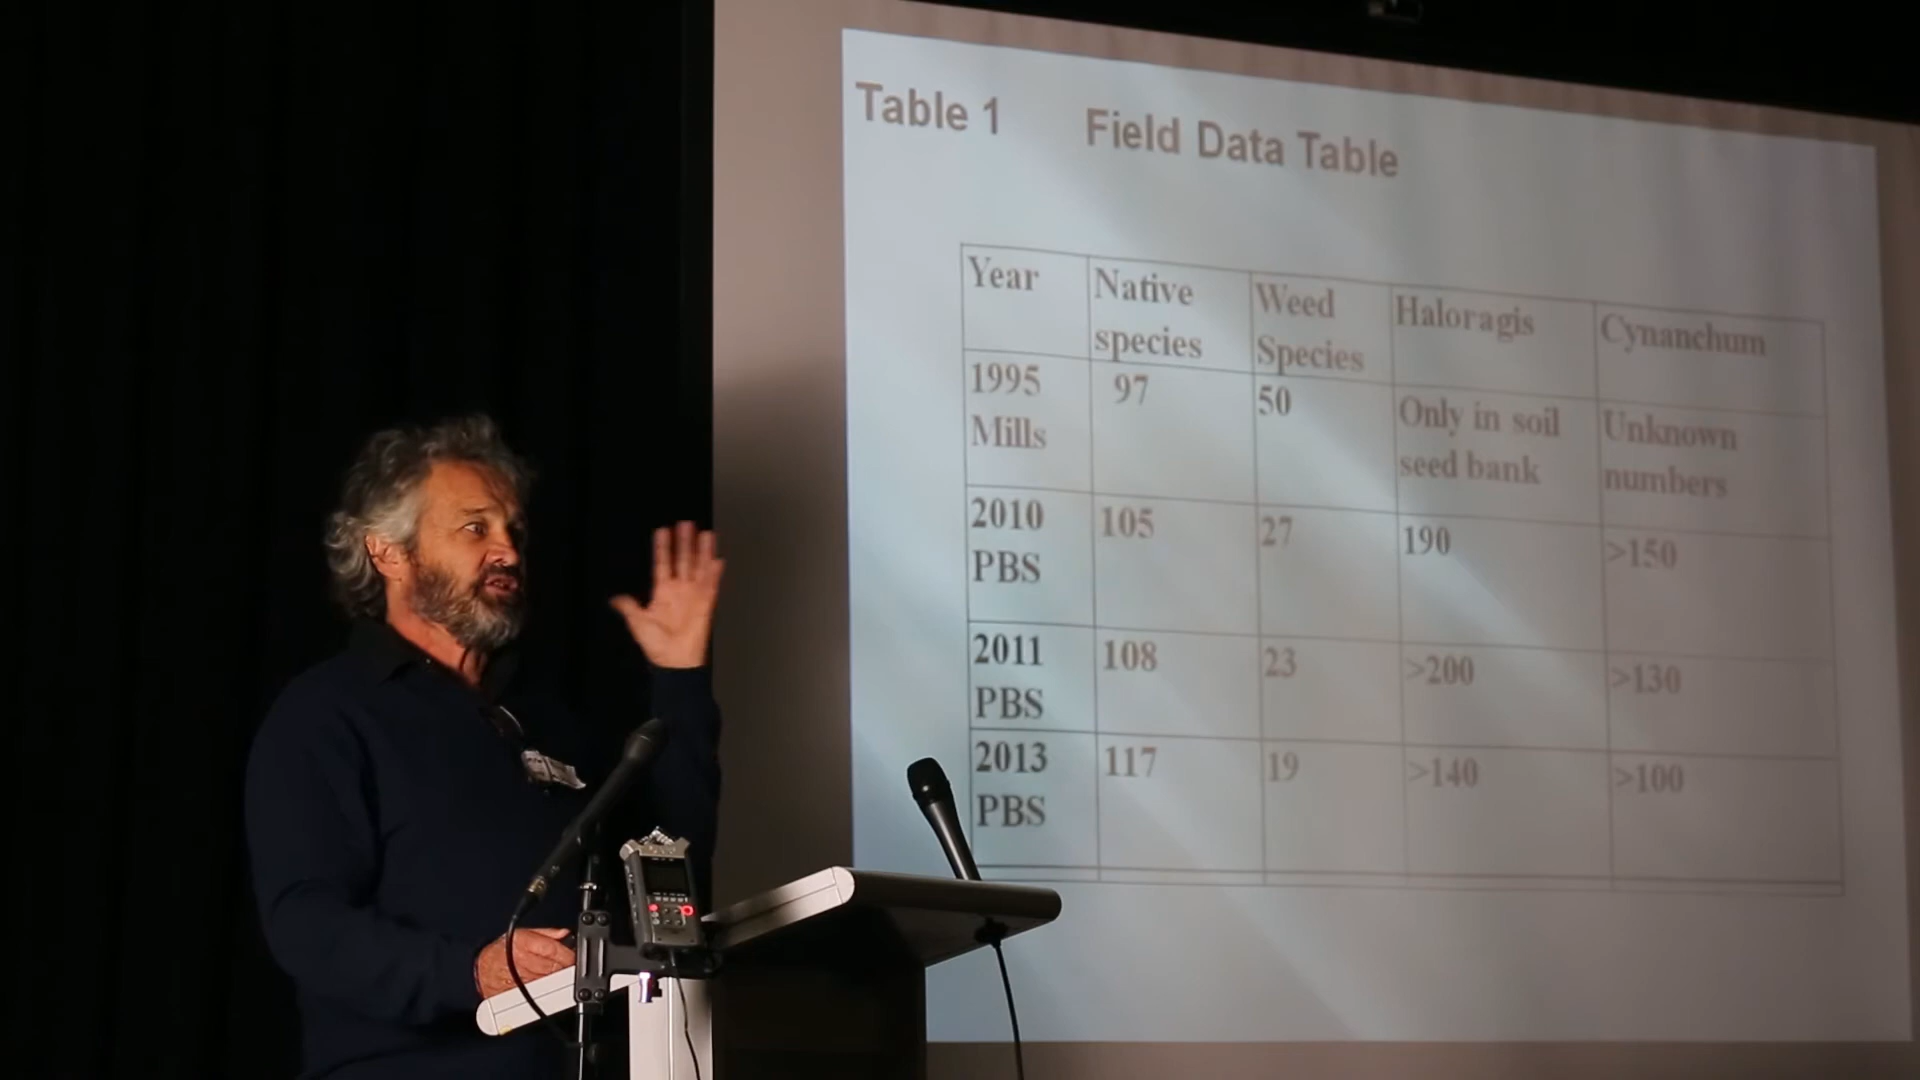 Table 1 Field Data Table
Year Native species Weed Species Haloragis Cynanchum
1995 Mills 97 50 Only in soil seed bank Unknown numbers
2010 PBS 105 27 190 >150
2011 PBS 108 23 >200 >130
2013 PBS 117 19 >140 >100